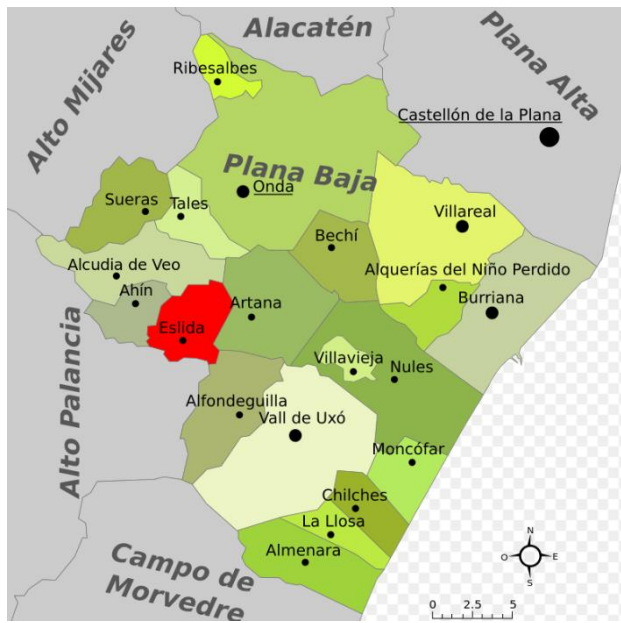 Alacatén
Plana Alta
Alto Mijares
Ribesalbes
Castellón de la Plana
Plana Baja
Onda
Sueras
Tales
Villareal
Bechí
Alcudia de Veo
Alquerías del Niño Perdido
Ahín
Artana
Burriana
Eslida
Alto Palancia
Villavieja
Nules
Alfondeguilla
Vall de Uxó
Moncófar
Chilches
La Llosa
Almenara
Campo de
Morvedre
N
O
E
S
0 2.5 5